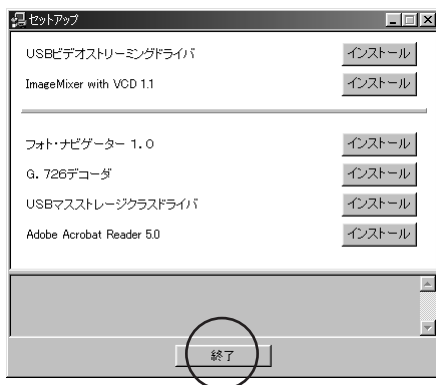 セットアップ
USBビデオストリーミングドライバ インストール
ImageMixer with VCD 1.1 インストール
フォト・ナビゲーター 1.0 インストール
G. 726デコーダ インストール
USBマスストレージクラスドライバ インストール
Adobe Acrobat Reader 5.0 インストール
終了